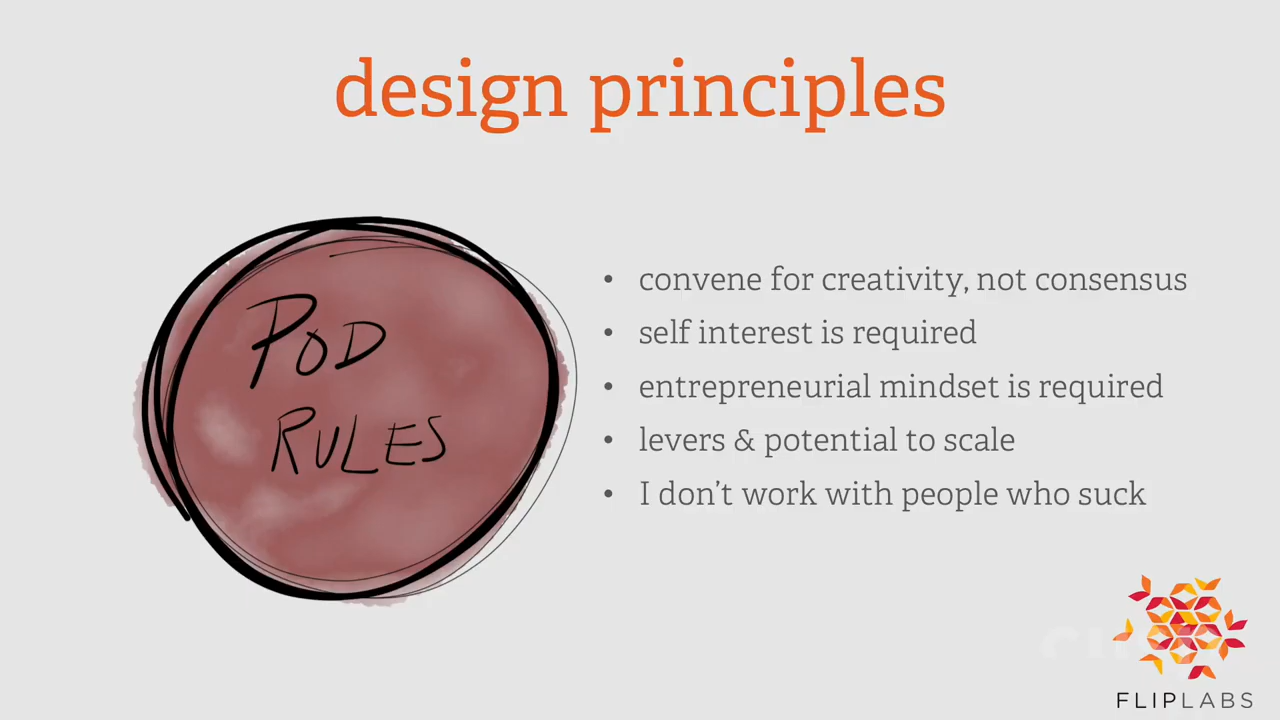 design principles
POD
RULES
• convene for creativity, not consensus
• self interest is required
• entrepreneurial mindset is required
• levers & potential to scale
• I don't work with people who suck
FLIPLABS